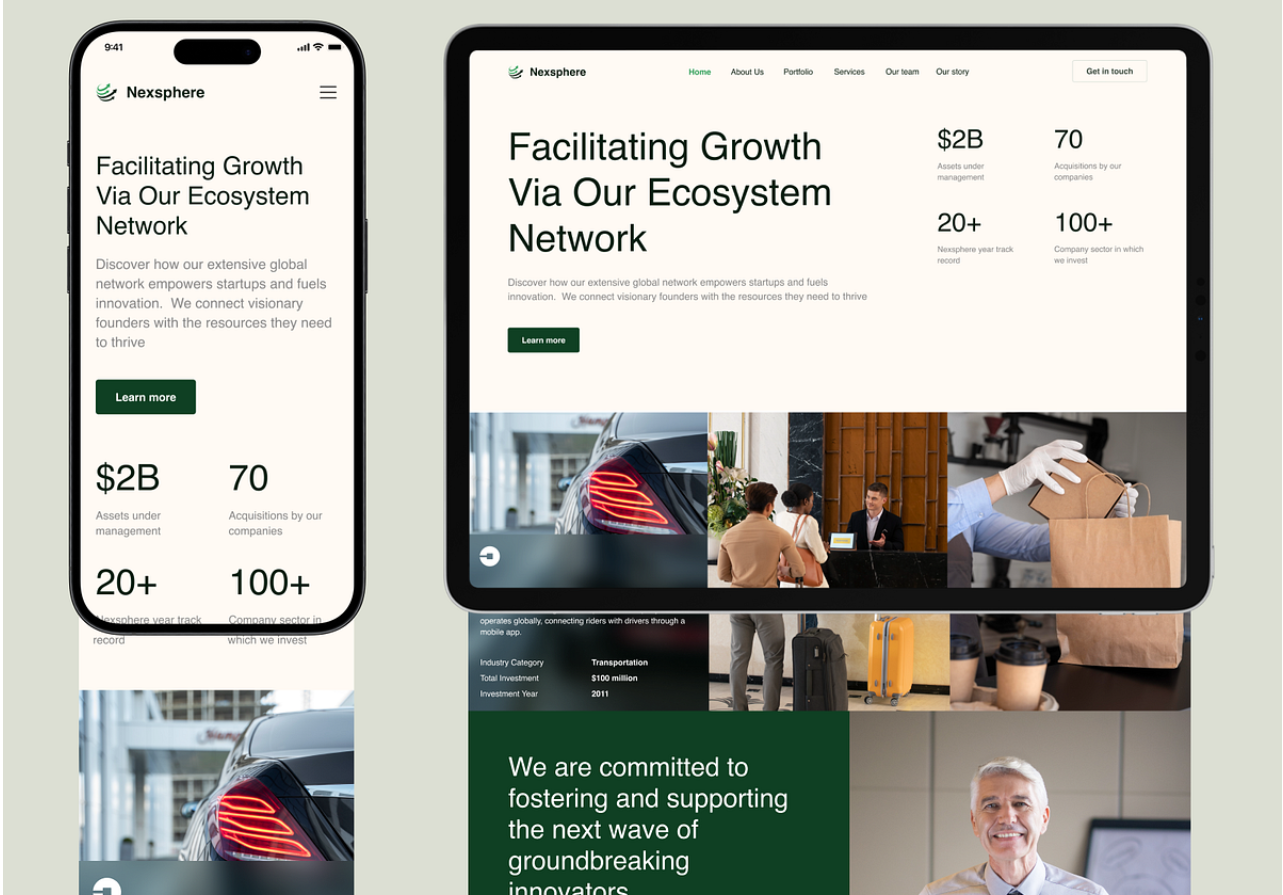 9:41
Nexsphere
Facilitating Growth
Via Our Ecosystem
Network
Discover how our extensive global
network empowers startups and fuels
innovation.  We connect visionary
founders with the resources they need
to thrive
Learn more
$2B
70
Assets under
management
Acquisitions by our
companies
20+
100+
Nexsphere year track
record
Company sector in
which we invest
Nexsphere
Home
About Us
Portfolio
Services
Our team
Our story
Get in touch
Facilitating Growth
Via Our Ecosystem
Network
Discover how our extensive global network empowers startups and fuels
innovation.  We connect visionary founders with the resources they need to thrive
Learn more
$2B
70
Assets under
management
Acquisitions by our
companies
20+
100+
Nexsphere year track
record
Company sector in which
we invest
operates globally, connecting riders with drivers through a
mobile app.
Industry Category
Transportation
Total Investment
$100 million
Investment Year
2011
We are committed to
fostering and supporting
the next wave of
groundbreaking
innovators